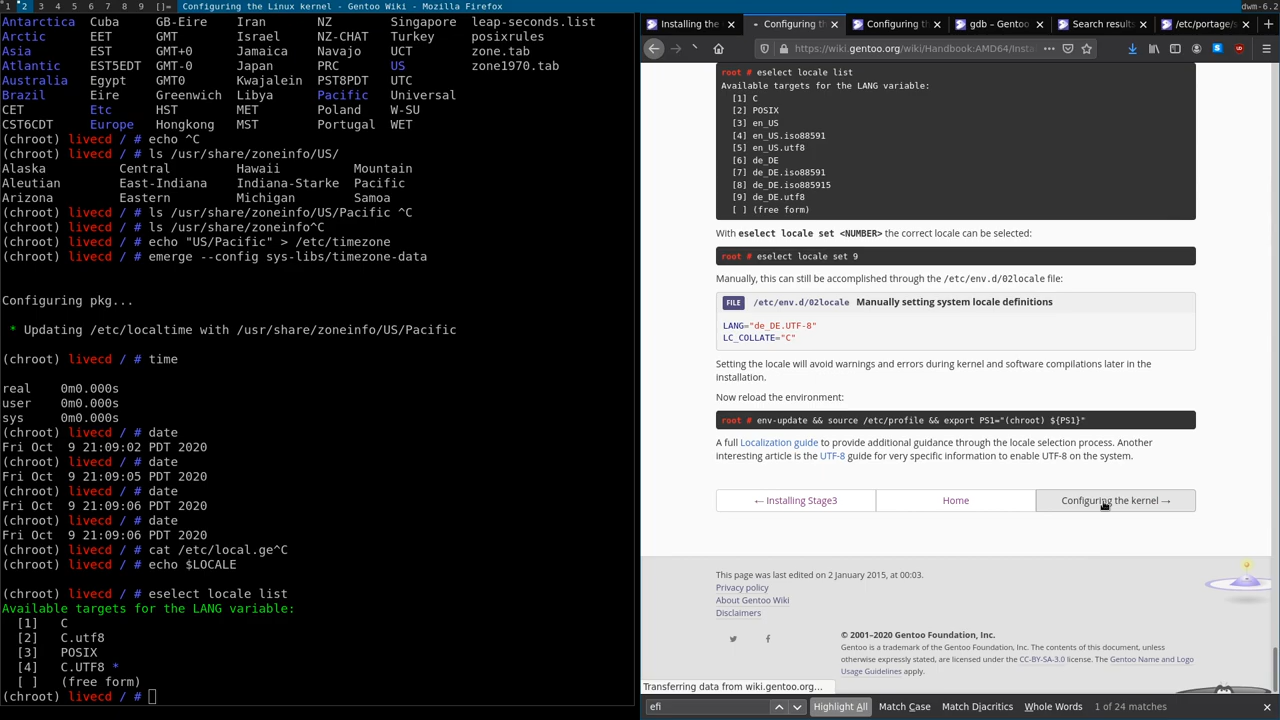 1 2 3 4 5 6 7 8 9 []= Configuring the Linux kernel - Gentoo Wiki - Mozilla Firefox dwm-6.2
Antarctica Cuba GB-Eire Iran NZ Singapore leap-seconds.list
Arctic EET GMT Israel NZ-CHAT Turkey posixrules
Asia EST GMT+0 Jamaica Navajo UCT zone.tab
Atlantic EST5EDT GMT-0 Japan PRC US zone1970.tab
Australia Egypt GMT0 Kwajalein PST8PDT UTC
Brazil Eire Greenwich Libya Pacific Universal
CET Etc HST MET Poland W-SU
CST6CDT Europe Hongkong MST Portugal WET
(chroot) livecd / # echo ^C
(chroot) livecd / # ls /usr/share/zoneinfo/US/
Alaska Central Hawaii Mountain
Aleutian East-Indiana Indiana-Starke Pacific
Arizona Eastern Michigan Samoa
(chroot) livecd / # ls /usr/share/zoneinfo/US/Pacific ^C
(chroot) livecd / # ls /usr/share/zoneinfo^C
(chroot) livecd / # echo "US/Pacific" > /etc/timezone
(chroot) livecd / # emerge --config sys-libs/timezone-data
Configuring pkg...
* Updating /etc/localtime with /usr/share/zoneinfo/US/Pacific
(chroot) livecd / # time
real 0m0.000s
user 0m0.000s
sys 0m0.000s
(chroot) livecd / # date
Fri Oct 9 21:09:02 PDT 2020
(chroot) livecd / # date
Fri Oct 9 21:09:05 PDT 2020
(chroot) livecd / # date
Fri Oct 9 21:09:06 PDT 2020
(chroot) livecd / # date
Fri Oct 9 21:09:06 PDT 2020
(chroot) livecd / # cat /etc/local.ge^C
(chroot) livecd / # echo $LOCALE
(chroot) livecd / # eselect locale list
Available targets for the LANG variable:
[1] C
[2] C.utf8
[3] POSIX
[4] C.UTF8 *
[ ] (free form)
(chroot) livecd / #
Installing the Configuring th Configuring th gdb – Gentoo Search results /etc/portage/
https://wiki.gentoo.org/wiki/Handbook:AMD64/Insta
root # eselect locale list
Available targets for the LANG variable:
[1] C
[2] POSIX
[3] en_US
[4] en_US.iso88591
[5] en_US.utf8
[6] de_DE
[7] de_DE.iso88591
[8] de_DE.iso885915
[9] de_DE.utf8
[ ] (free form)
With eselect locale set <NUMBER> the correct locale can be selected:
root # eselect locale set 9
Manually, this can still be accomplished through the /etc/env.d/02locale file:
FILE /etc/env.d/02locale Manually setting system locale definitions
LANG="de_DE.UTF-8"
LC_COLLATE="C"
Setting the locale will avoid warnings and errors during kernel and software compilations later in the
installation.
Now reload the environment:
root # env-update && source /etc/profile && export PS1="(chroot) ${PS1}"
A full Localization guide to provide additional guidance through the locale selection process. Another
interesting article is the UTF-8 guide for very specific information to enable UTF-8 on the system.
← Installing Stage3 Home Configuring the kernel →
This page was last edited on 2 January 2015, at 00:03.
Privacy policy
About Gentoo Wiki
Disclaimers
© 2001–2020 Gentoo Foundation, Inc.
Gentoo is a trademark of the Gentoo Foundation, Inc. The contents of this document, unless
otherwise expressly stated, are licensed under the CC-BY-SA-3.0 license. The Gentoo Name and Logo
Usage Guidelines apply.
Transferring data from wiki.gentoo.org...
efi Highlight All Match Case Match Diacritics Whole Words 1 of 24 matches